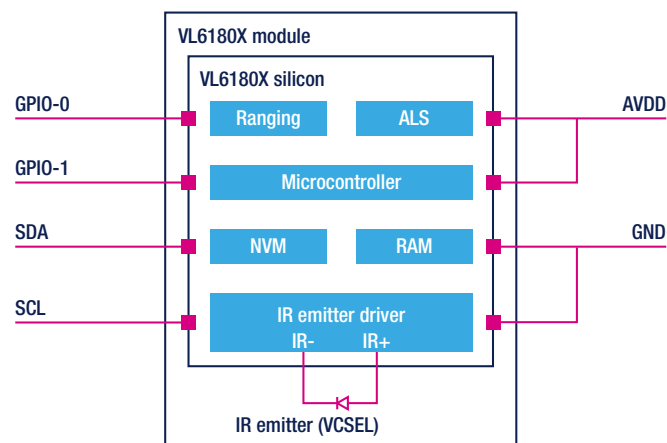 VL6180X module
VL6180X silicon
GPIO-0
Ranging
ALS
AVDD
GPIO-1
Microcontroller
SDA
NVM
RAM
GND
SCL
IR emitter driver
IR- IR+
IR emitter (VCSEL)